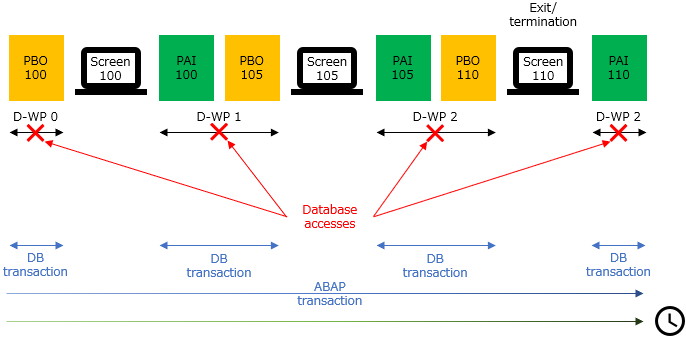 Exit/
termination
PBO
100
Screen
100
PAI
100
PBO
105
Screen
105
PAI
105
PBO
110
Screen
110
PAI
110
D-WP 0
D-WP 1
D-WP 2
D-WP 2
Database
accesses
DB
transaction
DB
transaction
DB
transaction
DB
transaction
ABAP
transaction